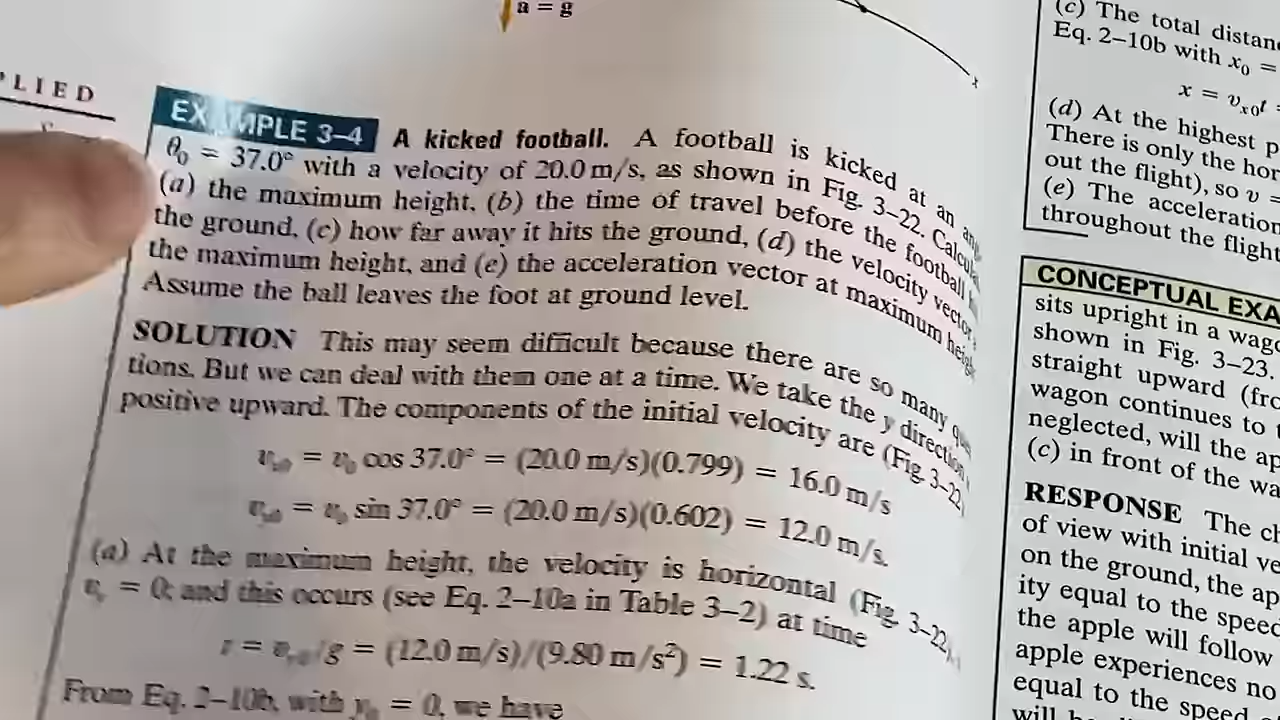 a = g
PLIED
EXAMPLE 3–4 A kicked football. A football is kicked at an
θ₀ = 37.0° with a velocity of 20.0 m/s, as shown in Fig. 3–22. Calcul
(a) the maximum height, (b) the time of travel before the football
the ground, (c) how far away it hits the ground, (d) the velocity vector
the maximum height, and (e) the acceleration vector at maximum heigh
Assume the ball leaves the foot at ground level.
SOLUTION This may seem difficult because there are so many
tions. But we can deal with them one at a time. We take the y direction
positive upward. The components of the initial velocity are (Fig. 3–22)
vₓ₀ = v₀ cos 37.0° = (20.0 m/s)(0.799) = 16.0 m/s
vᵧ₀ = v₀ sin 37.0° = (20.0 m/s)(0.602) = 12.0 m/s.
(a) At the maximum height, the velocity is horizontal (Fig. 3–22),
vᵧ = 0; and this occurs (see Eq. 2–10a in Table 3–2) at time
t = vᵧ₀/g = (12.0 m/s)/(9.80 m/s²) = 1.22 s.
From Eq. 2–10b, with y₀ = 0, we have
(c) The total distan
Eq. 2–10b with x₀ =
x = vₓ₀t =
(d) At the highest p
There is only the hor
out the flight), so v =
(e) The acceleration
throughout the flight
CONCEPTUAL EXA
sits upright in a wago
shown in Fig. 3–23.
straight upward (fro
wagon continues to
neglected, will the ap
(c) in front of the wa
RESPONSE The ch
of view with initial ve
on the ground, the ap
ity equal to the speed
the apple will follow
apple experiences no
equal to the speed